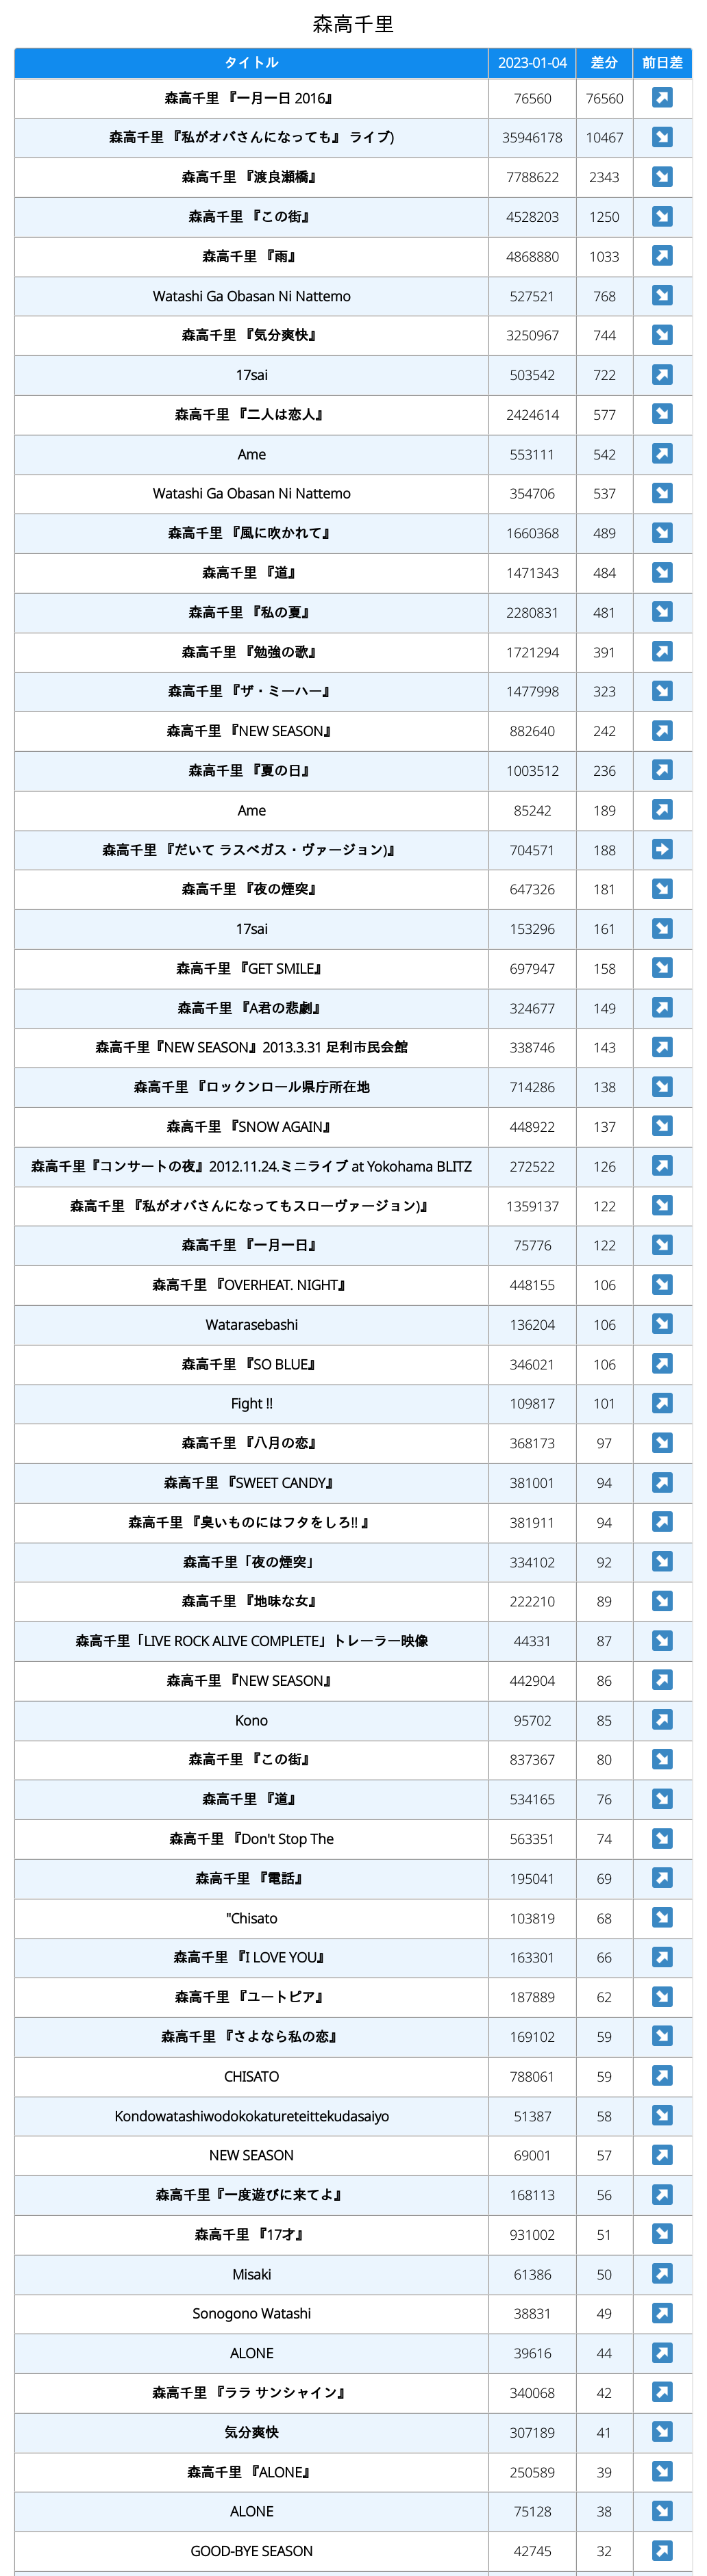 森高千里
タイトル 2023-01-04 差分 前日差
森高千里 『一月一日 2016』 76560 76560
森高千里 『私がオバさんになっても』 ライブ) 35946178 10467
森高千里 『渡良瀬橋』 7788622 2343
森高千里 『この街』 4528203 1250
森高千里 『雨』 4868880 1033
Watashi Ga Obasan Ni Nattemo 527521 768
森高千里 『気分爽快』 3250967 744
17sai 503542 722
森高千里 『二人は恋人』 2424614 577
Ame 553111 542
Watashi Ga Obasan Ni Nattemo 354706 537
森高千里 『風に吹かれて』 1660368 489
森高千里 『道』 1471343 484
森高千里 『私の夏』 2280831 481
森高千里 『勉強の歌』 1721294 391
森高千里 『ザ・ミーハー』 1477998 323
森高千里 『NEW SEASON』 882640 242
森高千里 『夏の日』 1003512 236
Ame 85242 189
森高千里 『だいて ラスベガス・ヴァージョン)』 704571 188
森高千里 『夜の煙突』 647326 181
17sai 153296 161
森高千里 『GET SMILE』 697947 158
森高千里 『A君の悲劇』 324677 149
森高千里『NEW SEASON』2013.3.31 足利市民会館 338746 143
森高千里 『ロックンロール県庁所在地 714286 138
森高千里 『SNOW AGAIN』 448922 137
森高千里『コンサートの夜』2012.11.24.ミニライブ at Yokohama BLITZ 272522 126
森高千里 『私がオバさんになってもスローヴァージョン)』 1359137 122
森高千里 『一月一日』 75776 122
森高千里 『OVERHEAT. NIGHT』 448155 106
Watarasebashi 136204 106
森高千里 『SO BLUE』 346021 106
Fight !! 109817 101
森高千里 『八月の恋』 368173 97
森高千里 『SWEET CANDY』 381001 94
森高千里 『臭いものにはフタをしろ!! 』 381911 94
森高千里「夜の煙突」 334102 92
森高千里 『地味な女』 222210 89
森高千里「LIVE ROCK ALIVE COMPLETE」トレーラー映像 44331 87
森高千里 『NEW SEASON』 442904 86
Kono 95702 85
森高千里 『この街』 837367 80
森高千里 『道』 534165 76
森高千里 『Don't Stop The 563351 74
森高千里 『電話』 195041 69
"Chisato 103819 68
森高千里 『I LOVE YOU』 163301 66
森高千里 『ユートピア』 187889 62
森高千里 『さよなら私の恋』 169102 59
CHISATO 788061 59
Kondowatashiwodokokatureteittekudasaiyo 51387 58
NEW SEASON 69001 57
森高千里『一度遊びに来てよ』 168113 56
森高千里 『17才』 931002 51
Misaki 61386 50
Sonogono Watashi 38831 49
ALONE 39616 44
森高千里 『ララ サンシャイン』 340068 42
気分爽快 307189 41
森高千里 『ALONE』 250589 39
ALONE 75128 38
GOOD-BYE SEASON 42745 32